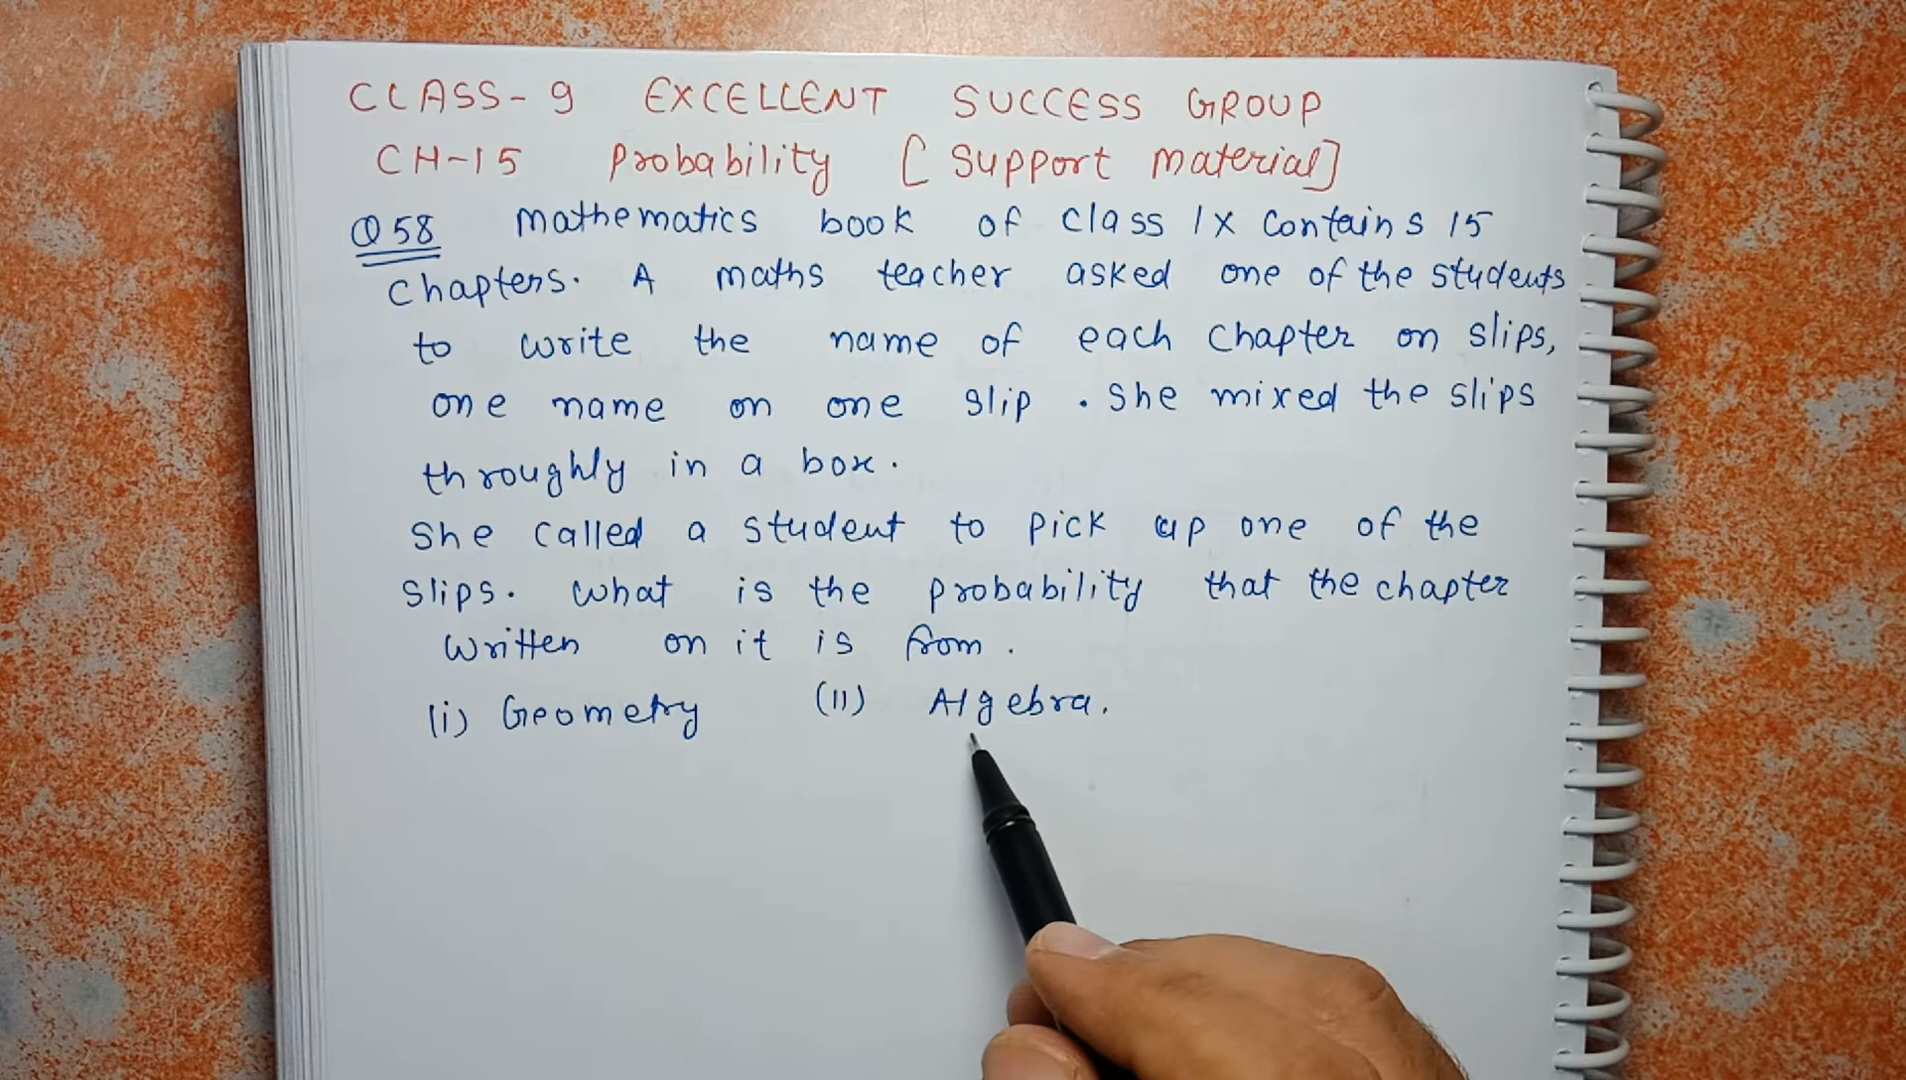 CLASS-9 EXCELLENT SUCCESS GROUP
CH-15 Probability [Support Material]
Q58 Mathematics book of class IX contains 15
chapters. A maths teacher asked one of the students
to write the name of each chapter on slips,
one name on one slip. She mixed the slips
throughly in a box.
She called a student to pick up one of the
slips. what is the probability that the chapter
written on it is from.
(i) Geometry (II) Algebra.